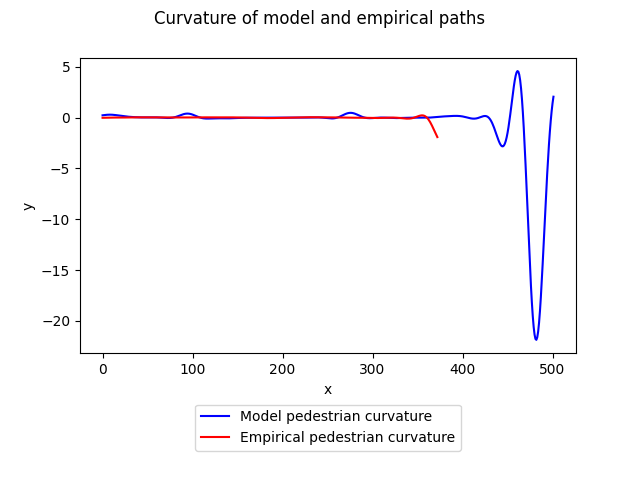 Curvature of model and empirical paths
5
0
−5
−10
−15
−20
y
0 100 200 300 400 500
x
Model pedestrian curvature
Empirical pedestrian curvature